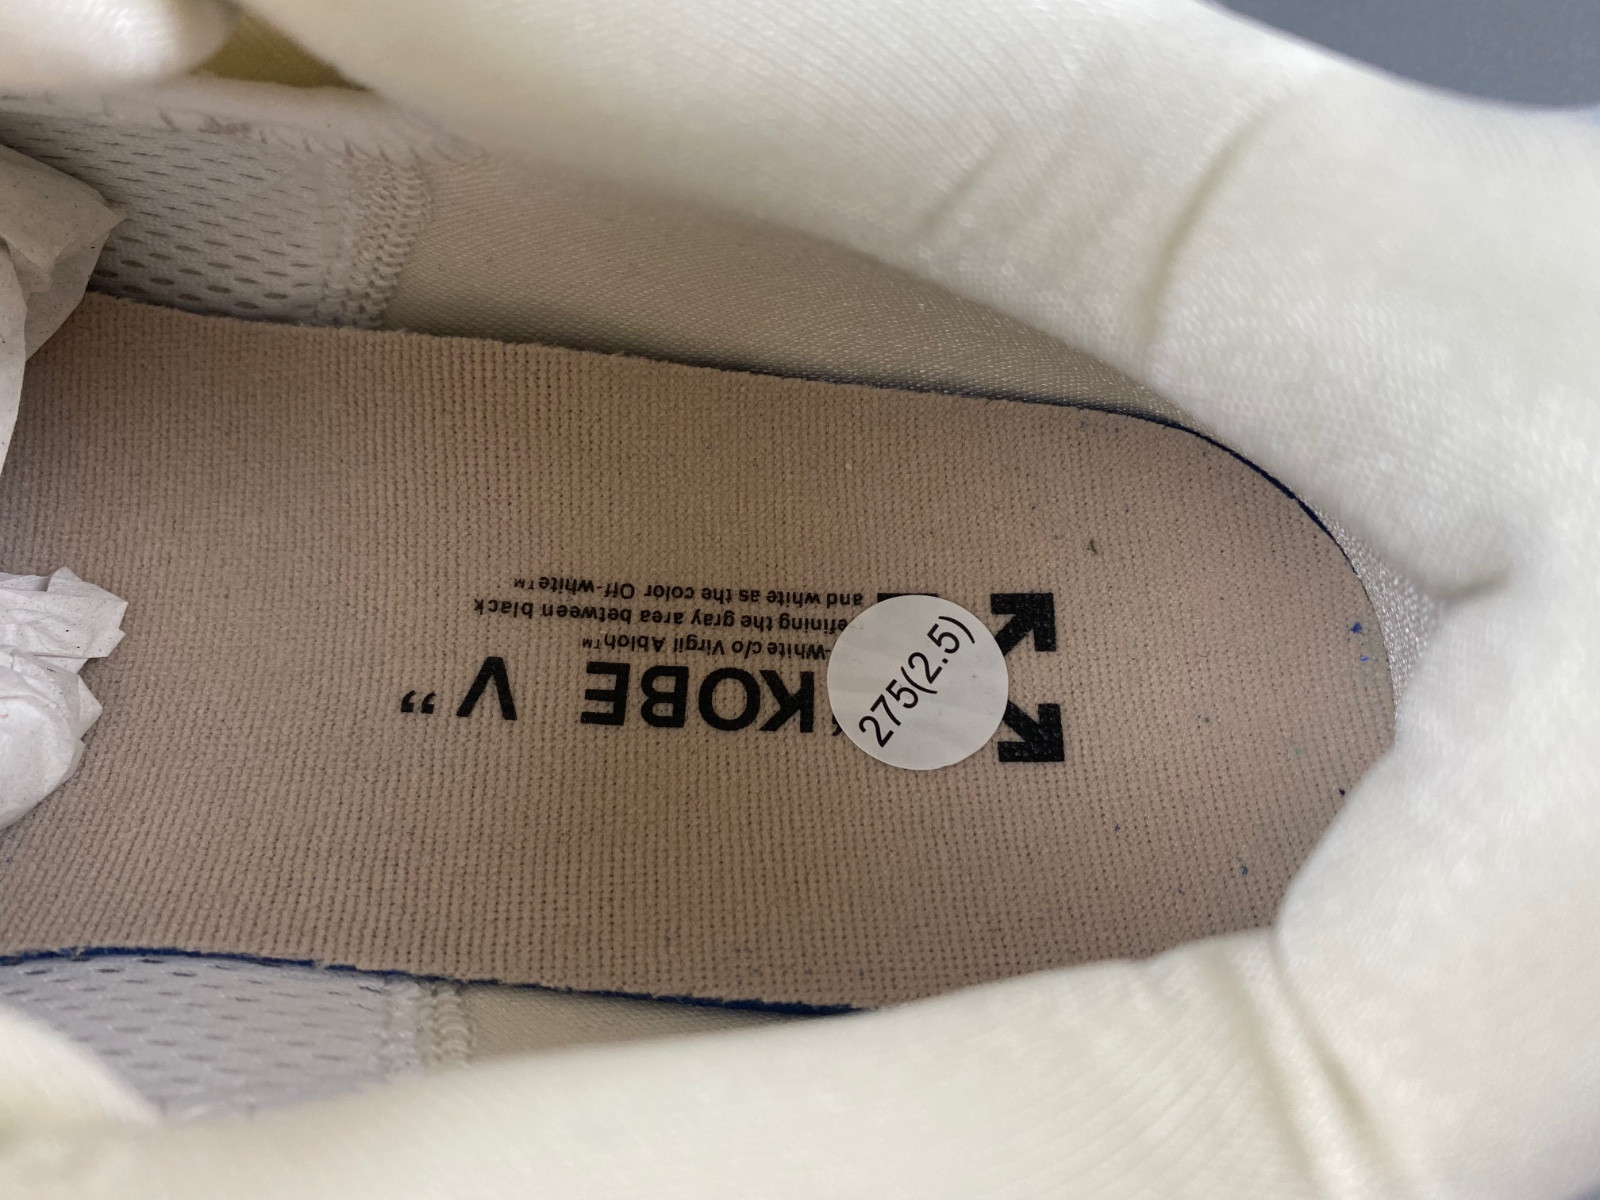 “KOBE V”
-White c/o Virgil Abloh™
efining the gray area between black
and white as the color Off-white™
275(2.5)